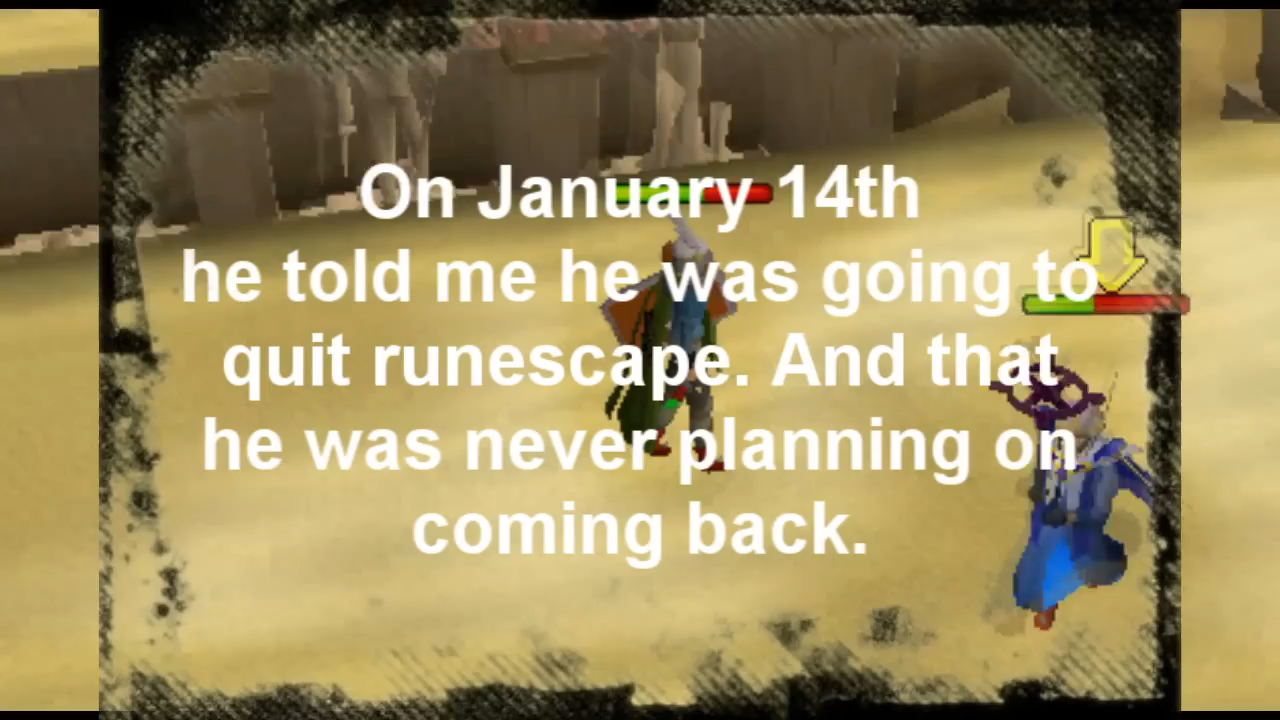 On January 14th
he told me he was going to
quit runescape. And that
he was never planning on
coming back.